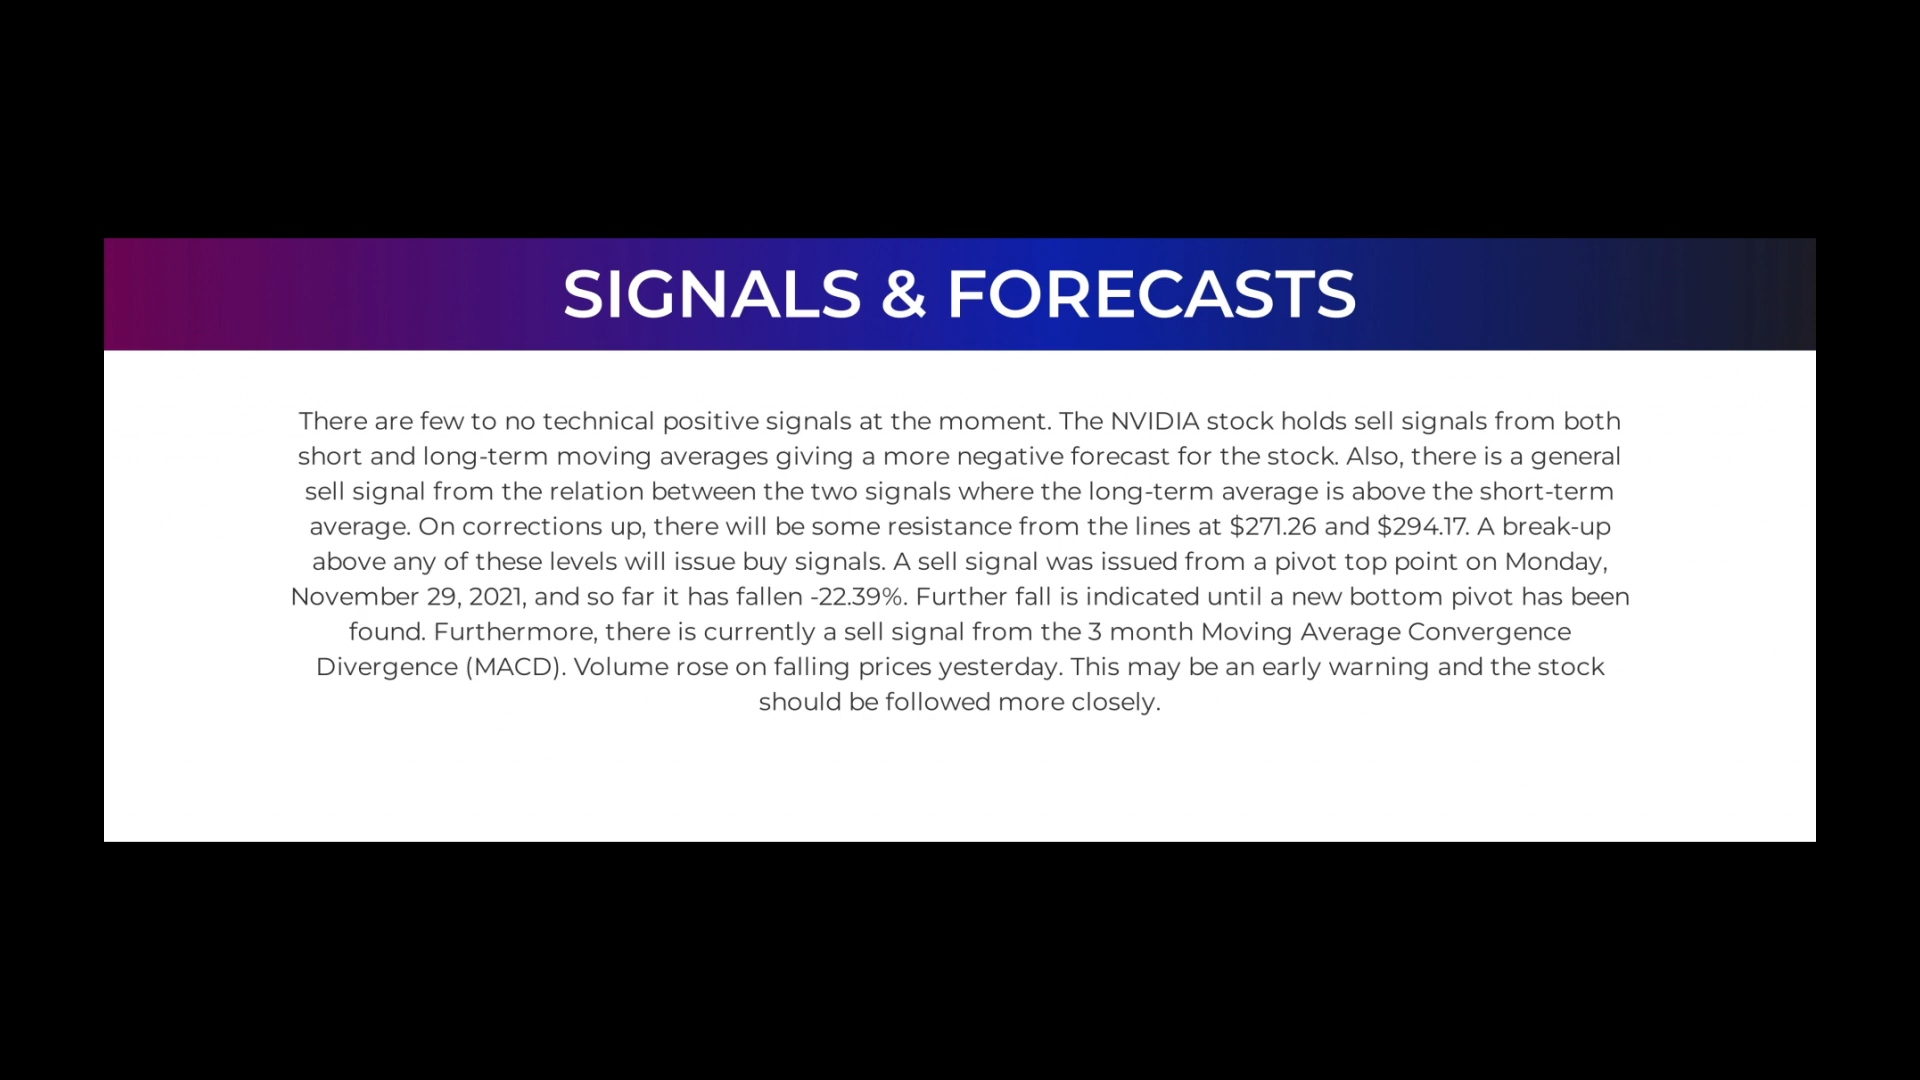 SIGNALS & FORECASTS
There are few to no technical positive signals at the moment. The NVIDIA stock holds sell signals from both
short and long-term moving averages giving a more negative forecast for the stock. Also, there is a general
sell signal from the relation between the two signals where the long-term average is above the short-term
average. On corrections up, there will be some resistance from the lines at $271.26 and $294.17. A break-up
above any of these levels will issue buy signals. A sell signal was issued from a pivot top point on Monday,
November 29, 2021, and so far it has fallen -22.39%. Further fall is indicated until a new bottom pivot has been
found. Furthermore, there is currently a sell signal from the 3 month Moving Average Convergence
Divergence (MACD). Volume rose on falling prices yesterday. This may be an early warning and the stock
should be followed more closely.